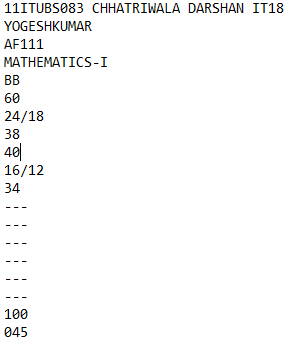 11ITUBS083 CHHATRIWALA DARSHAN IT18
YOGESHKUMAR
AF111
MATHEMATICS-I
BB
60
24/18
38
40
16/12
34
---
---
---
---
---
---
100
045